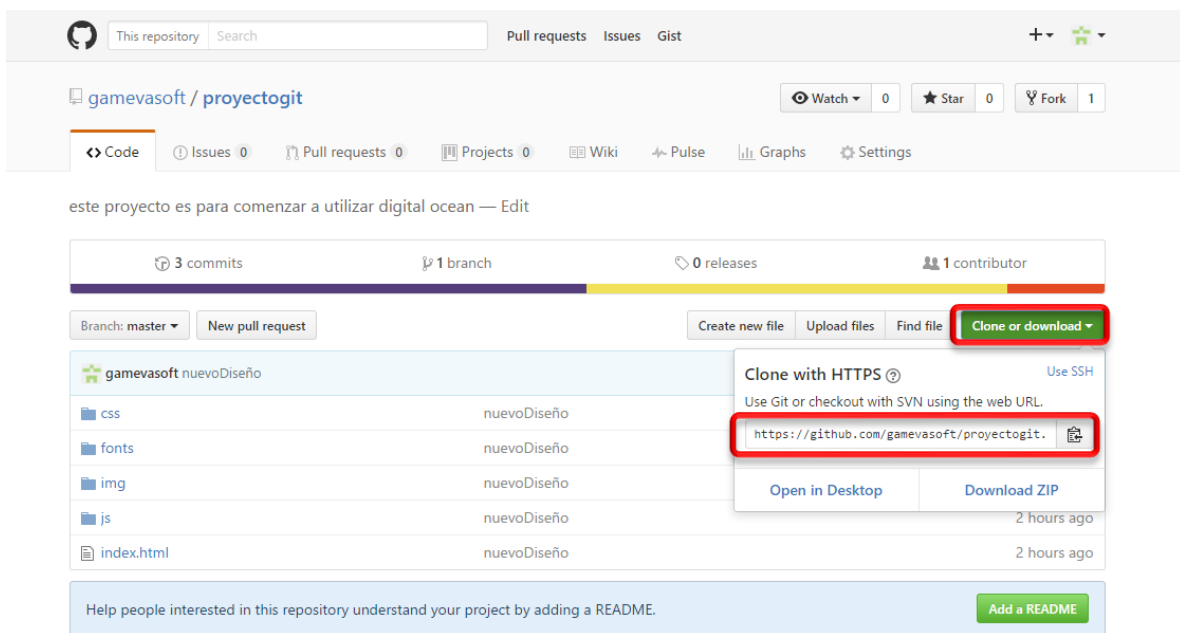 This repository Search Pull requests Issues Gist
gamevasoft / proyectogit Watch 0 Star 0 Fork 1
Code Issues 0 Pull requests 0 Projects 0 Wiki Pulse Graphs Settings
este proyecto es para comenzar a utilizar digital ocean — Edit
3 commits 1 branch 0 releases 1 contributor
Branch: master New pull request Create new file Upload files Find file Clone or download
gamevasoft nuevoDiseño
Clone with HTTPS Use SSH
Use Git or checkout with SVN using the web URL.
https://github.com/gamevasoft/proyectogit.
Open in Desktop Download ZIP
css nuevoDiseño
fonts nuevoDiseño
img nuevoDiseño
js nuevoDiseño 2 hours ago
index.html nuevoDiseño 2 hours ago
Help people interested in this repository understand your project by adding a README. Add a README